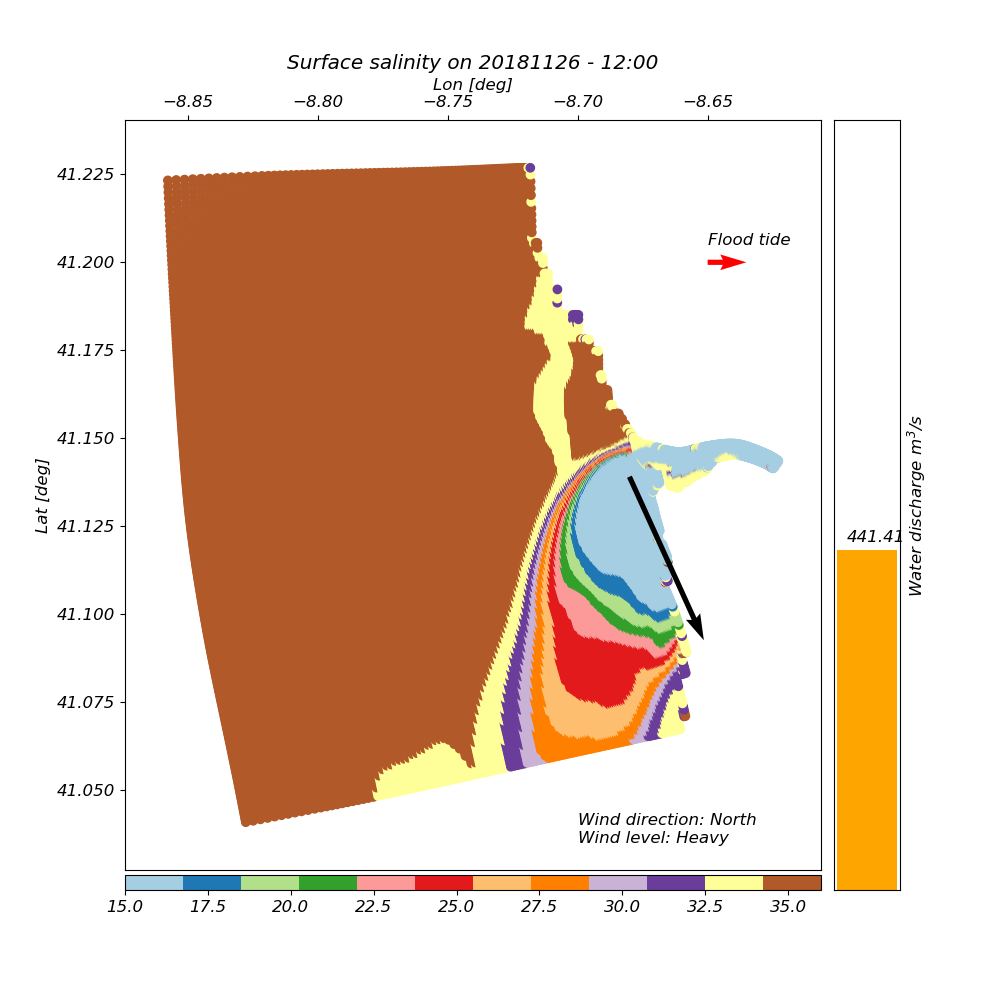 Surface salinity on 20181126 - 12:00
Lon [deg]
−8.85 −8.80 −8.75 −8.70 −8.65
41.225
Flood tide
41.200
41.175
41.150
Lat [deg]
41.125
441.41
Water discharge m³/s
41.100
41.075
41.050
Wind direction: North
Wind level: Heavy
15.0 17.5 20.0 22.5 25.0 27.5 30.0 32.5 35.0